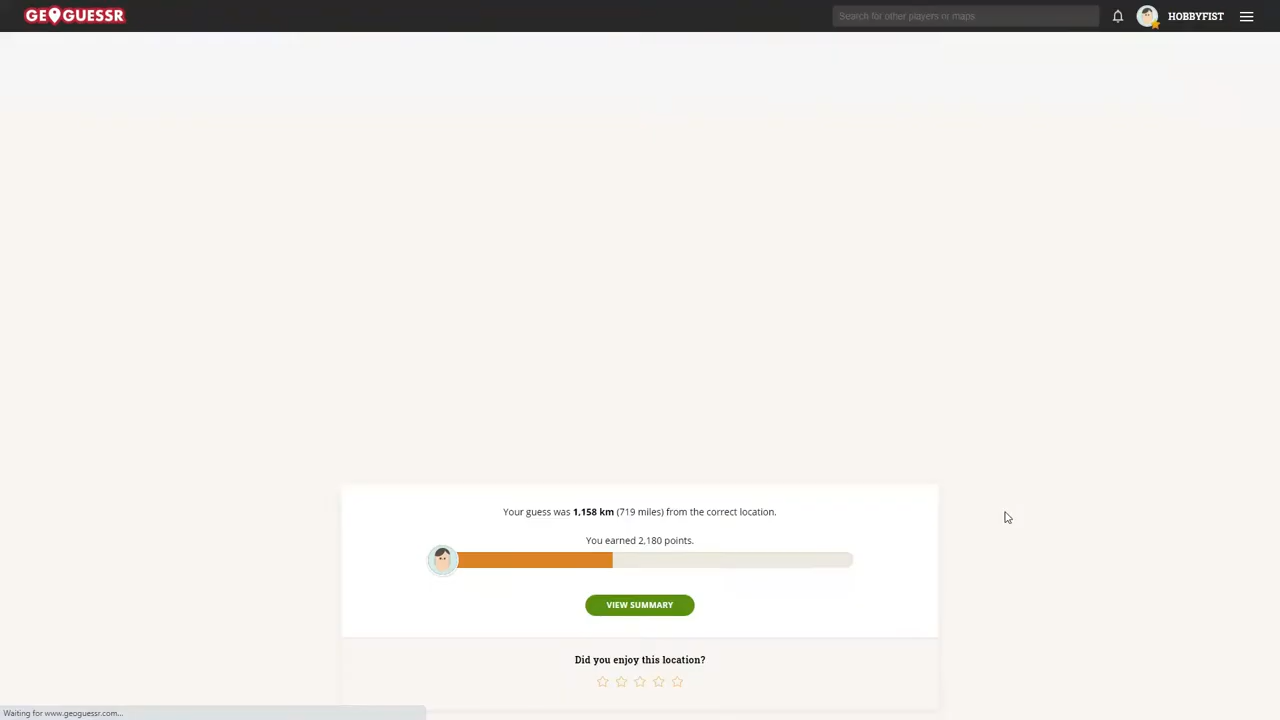 GEOGUESSR
Search for other players or maps
HOBBYFIST
Your guess was 1,158 km (719 miles) from the correct location.
You earned 2,180 points.
VIEW SUMMARY
Did you enjoy this location?
Waiting for www.geoguessr.com...